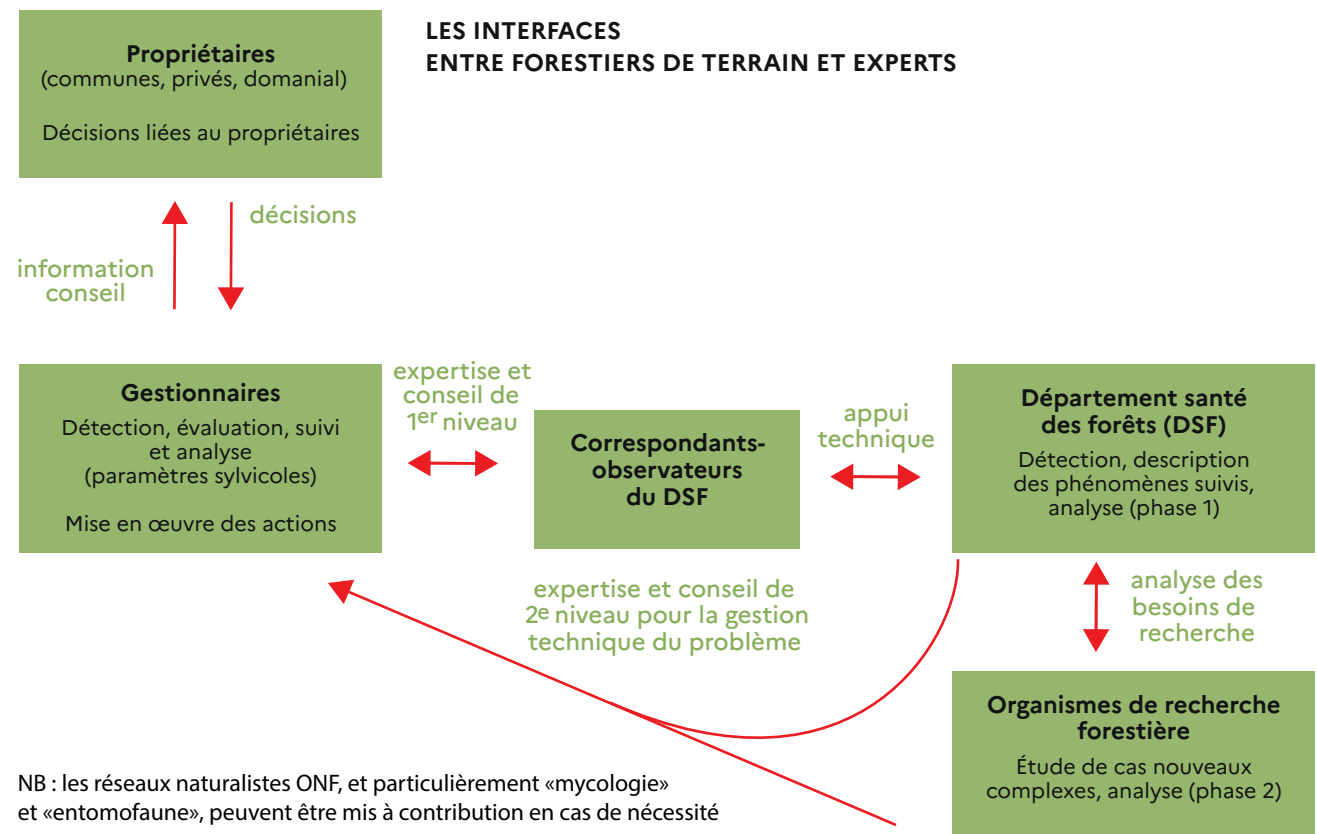 LES INTERFACES
ENTRE FORESTIERS DE TERRAIN ET EXPERTS
Propriétaires
(communes, privés, domanial)
Décisions liées au propriétaires
décisions
information
conseil
Gestionnaires
Détection, évaluation, suivi
et analyse
(paramètres sylvicoles)
Mise en œuvre des actions
expertise et
conseil de
1er niveau
Correspondants-
observateurs
du DSF
appui
technique
Département santé
des forêts (DSF)
Détection, description
des phénomènes suivis,
analyse (phase 1)
expertise et conseil de
2e niveau pour la gestion
technique du problème
analyse des
besoins de
recherche
Organismes de recherche
forestière
Étude de cas nouveaux
complexes, analyse (phase 2)
NB : les réseaux naturalistes ONF, et particulièrement «mycologie»
et «entomofaune», peuvent être mis à contribution en cas de nécessité